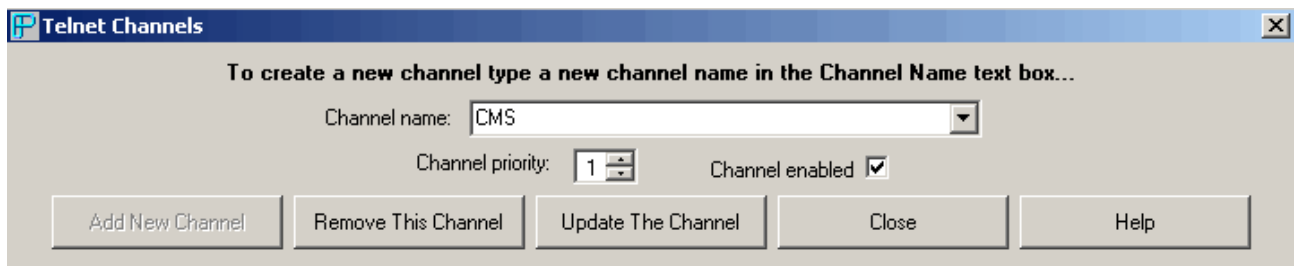 Telnet Channels
To create a new channel type a new channel name in the Channel Name text box...
Channel name: CMS
Channel priority: 1 Channel enabled
Add New Channel Remove This Channel Update The Channel Close Help